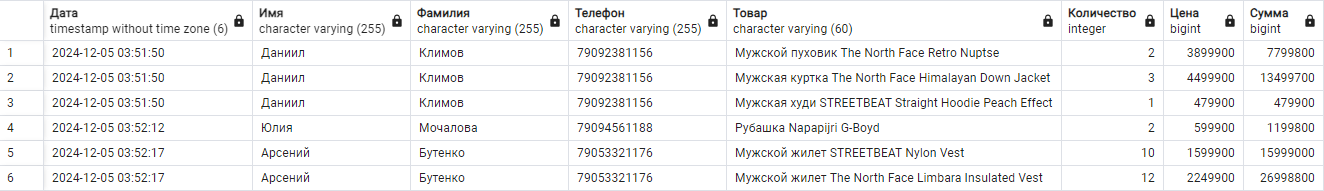 Дата Имя Фамилия Телефон Товар Количество Цена Сумма
timestamp without time zone (6) character varying (255) character varying (255) character varying (255) character varying (60) integer bigint bigint
1 2024-12-05 03:51:50 Даниил Климов 79092381156 Мужской пуховик The North Face Retro Nuptse 2 3899900 7799800
2 2024-12-05 03:51:50 Даниил Климов 79092381156 Мужская куртка The North Face Himalayan Down Jacket 3 4499900 13499700
3 2024-12-05 03:51:50 Даниил Климов 79092381156 Мужская худи STREETBEAT Straight Hoodie Peach Effect 1 479900 479900
4 2024-12-05 03:52:12 Юлия Мочалова 79094561188 Рубашка Napapijri G-Boyd 2 599900 1199800
5 2024-12-05 03:52:17 Арсений Бутенко 79053321176 Мужской жилет STREETBEAT Nylon Vest 10 1599900 15999000
6 2024-12-05 03:52:17 Арсений Бутенко 79053321176 Мужской жилет The North Face Limbara Insulated Vest 12 2249900 26998800